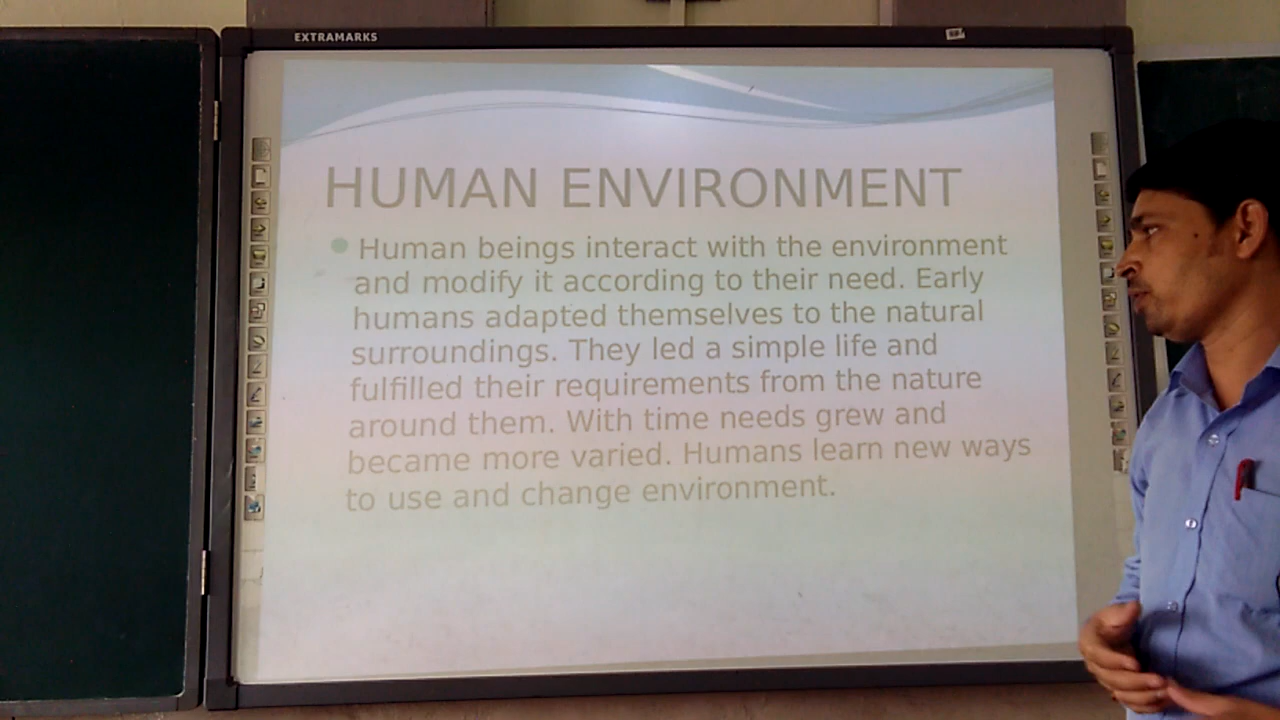 EXTRAMARKS
HUMAN ENVIRONMENT
Human beings interact with the environment
and modify it according to their need. Early
humans adapted themselves to the natural
surroundings. They led a simple life and
fulfilled their requirements from the nature
around them. With time needs grew and
became more varied. Humans learn new ways
to use and change environment.